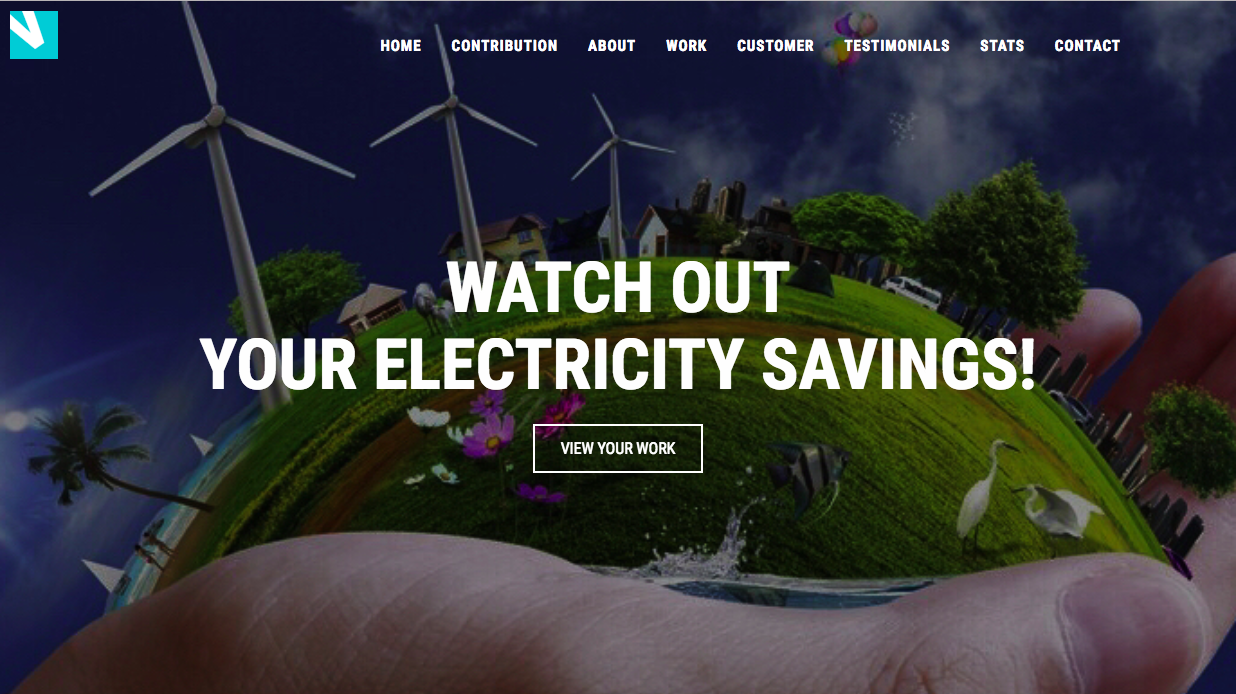 HOME CONTRIBUTION ABOUT WORK CUSTOMER TESTIMONIALS STATS CONTACT
WATCH OUT
YOUR ELECTRICITY SAVINGS!
VIEW YOUR WORK